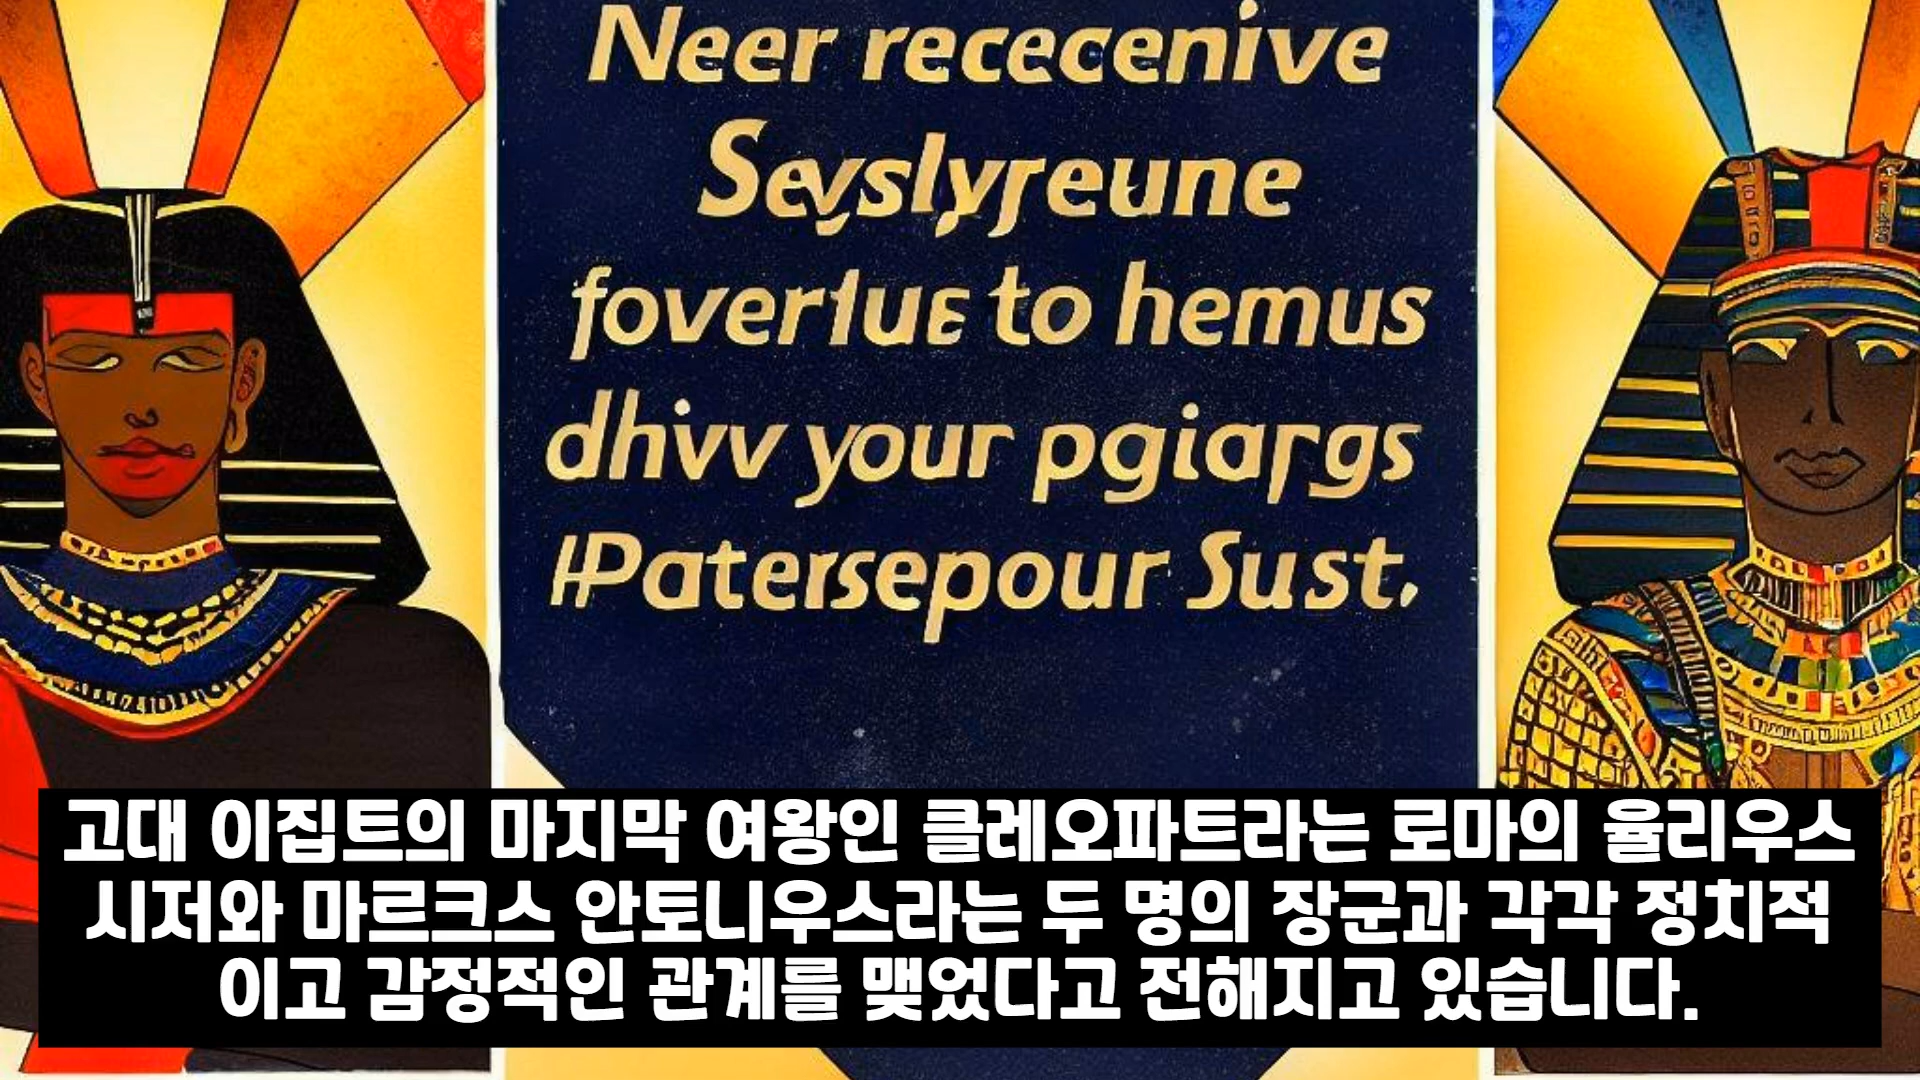 Neer rececenive
Seyslyreune
foverlus to hemus
dhivv your pgiargs
#Patersepour Sust.
고대 이집트의 마지막 여왕인 클레오파트라는 로마의 율리우스
시저와 마르크스 안토니우스라는 두 명의 장군과 각각 정치적
이고 감정적인 관계를 맺었다고 전해지고 있습니다.